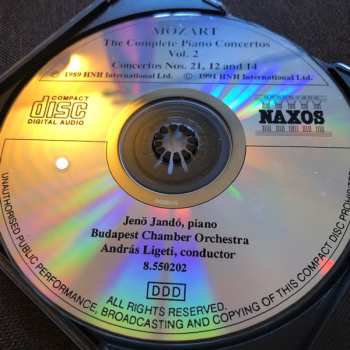 MOZART
The Complete Piano Concertos
Vol. 2
Concertos Nos. 21, 12 and 14
℗ 1989 HNH International Ltd. © 1991 HNH International Ltd.
COMPACT
disc
DIGITAL AUDIO
NAXOS
Jenö Jandó, piano
Budapest Chamber Orchestra
András Ligeti, conductor
8.550202
DDD
ALL RIGHTS RESERVED.
UNAUTHORISED PUBLIC PERFORMANCE, BROADCASTING AND COPYING OF THIS COMPACT DISC PROHIBITED